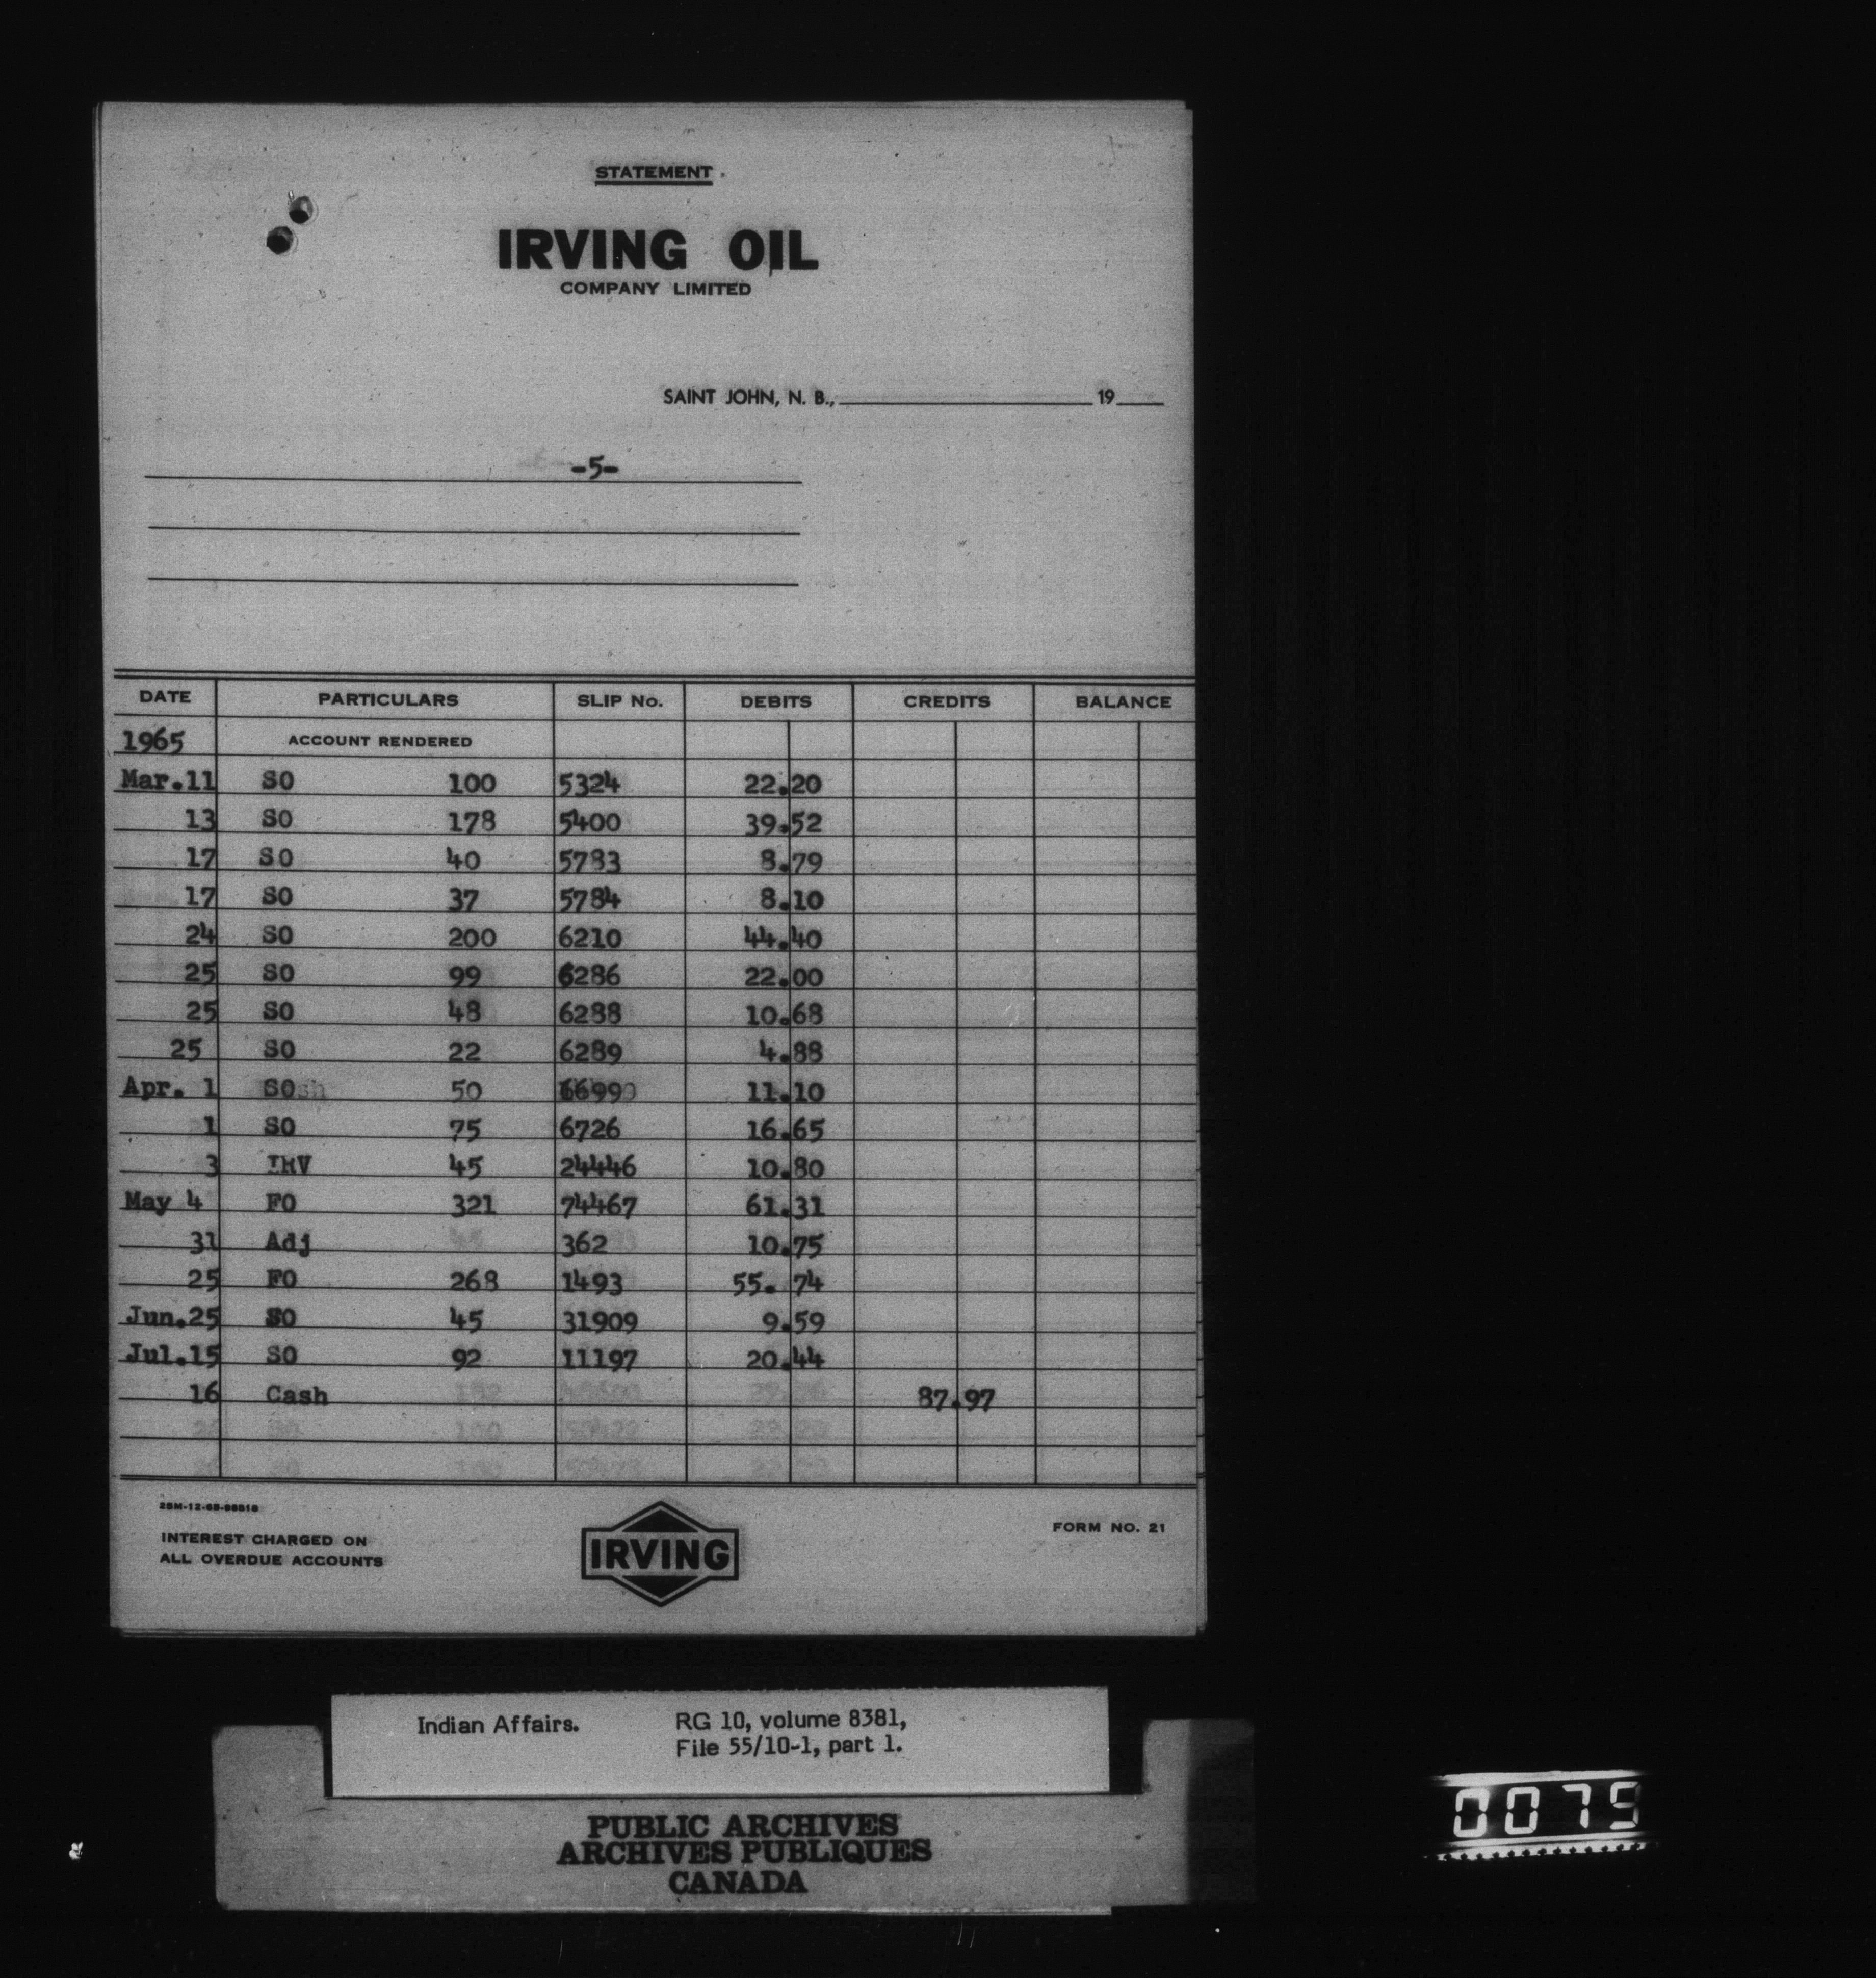 STATEMENT
IRVING OIL
COMPANY LIMITED
SAINT JOHN, N. B., 19
-5-
DATE PARTICULARS SLIP No. DEBITS CREDITS BALANCE
1965 ACCOUNT RENDERED
Mar.11 SO 100 5324 22.20
13 SO 178 5400 39.52
17 SO 40 5783 8.79
17 SO 37 5784 8.10
24 SO 200 6210 44.40
25 SO 99 6286 22.00
25 SO 48 6288 10.68
25 SO 22 6289 4.88
Apr. 1 SO 50 11.10
1 SO 75 6726 16.65
3 IRV 45 24446 10.80
May 4 FO 321 74467 61.31
31 Adj 362 10.75
25 FO 268 1493 55. 74
Jun.25 SO 45 31909 9.59
Jul.15 SO 92 11197 20.44
16 Cash 87.97
INTEREST CHARGED ON
ALL OVERDUE ACCOUNTS
IRVING
FORM NO. 21
Indian Affairs. RG 10, volume 8381,
File 55/10-1, part 1.
PUBLIC ARCHIVES
ARCHIVES PUBLIQUES
CANADA
0075